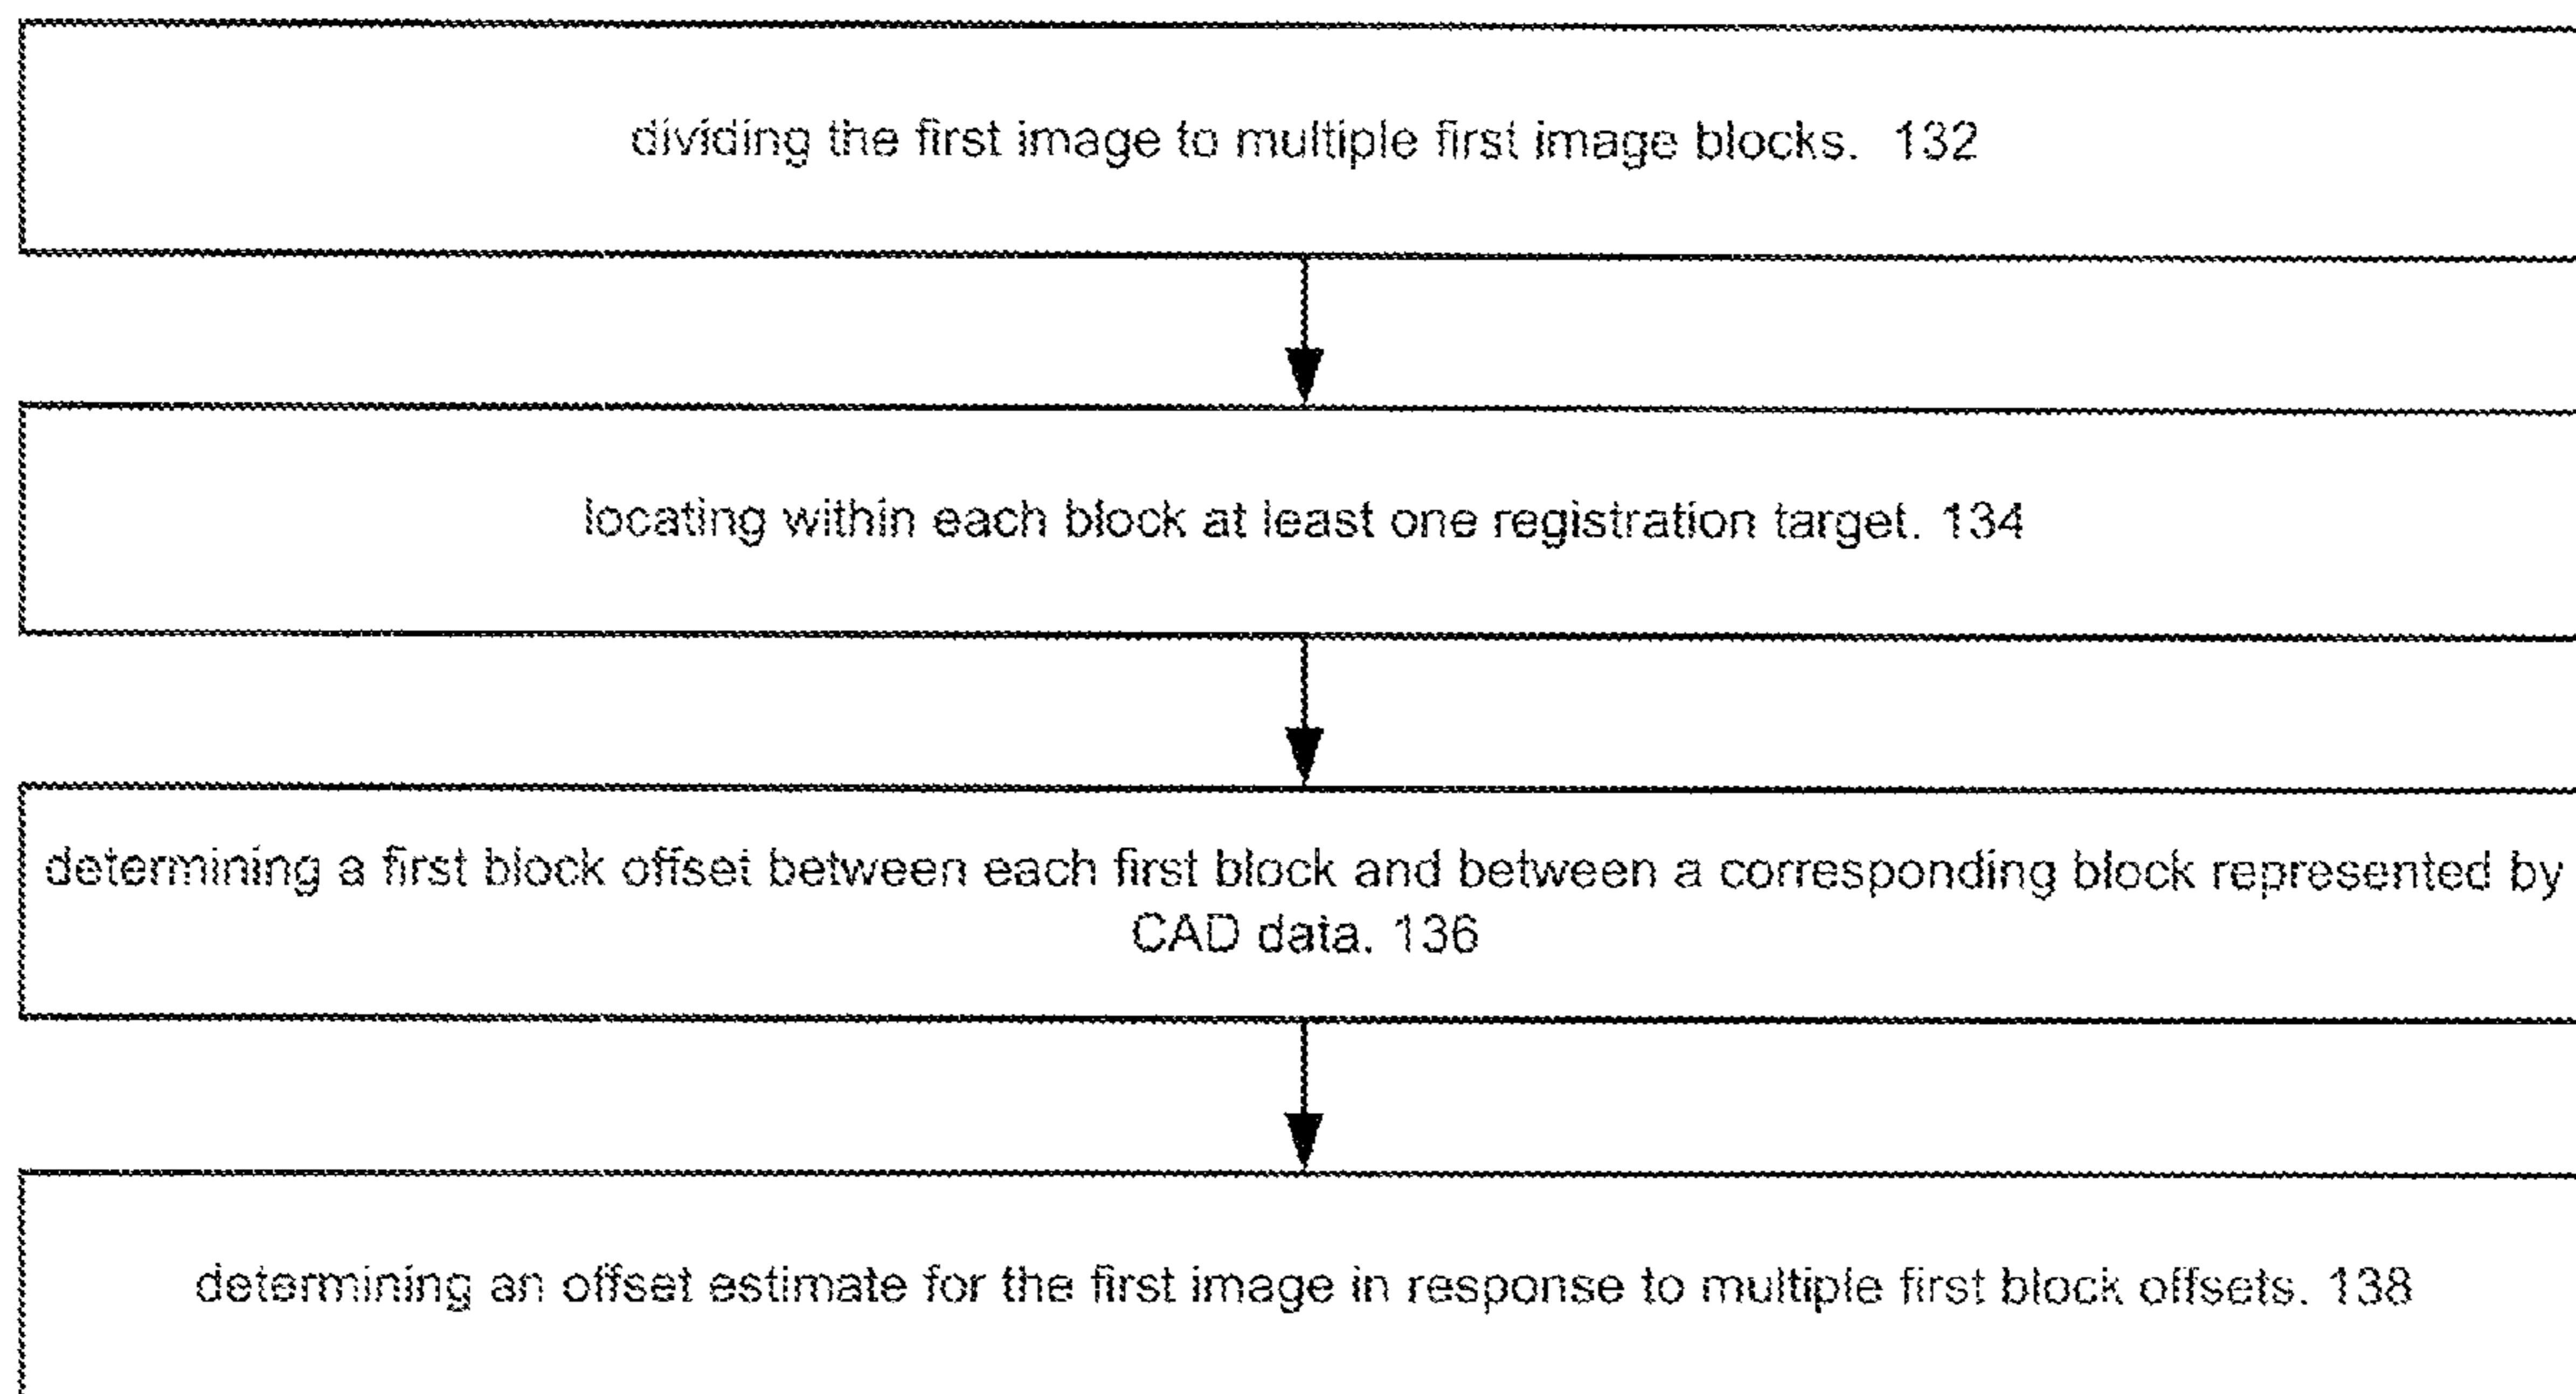 dividing the first image to multiple first image blocks. 132
locating within each block at least one registration target. 134
determining a first block offset between each first block and between a corresponding block represented by
CAD data. 136
determining an offset estimate for the first image in response to multiple first block offsets. 138